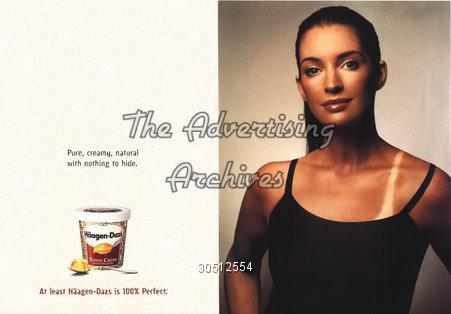 Pure, creamy, natural
with nothing to hide.
Häagen-Dazs
At least Häagen-Dazs is 100% Perfect.
The Advertising
Archives
30512554